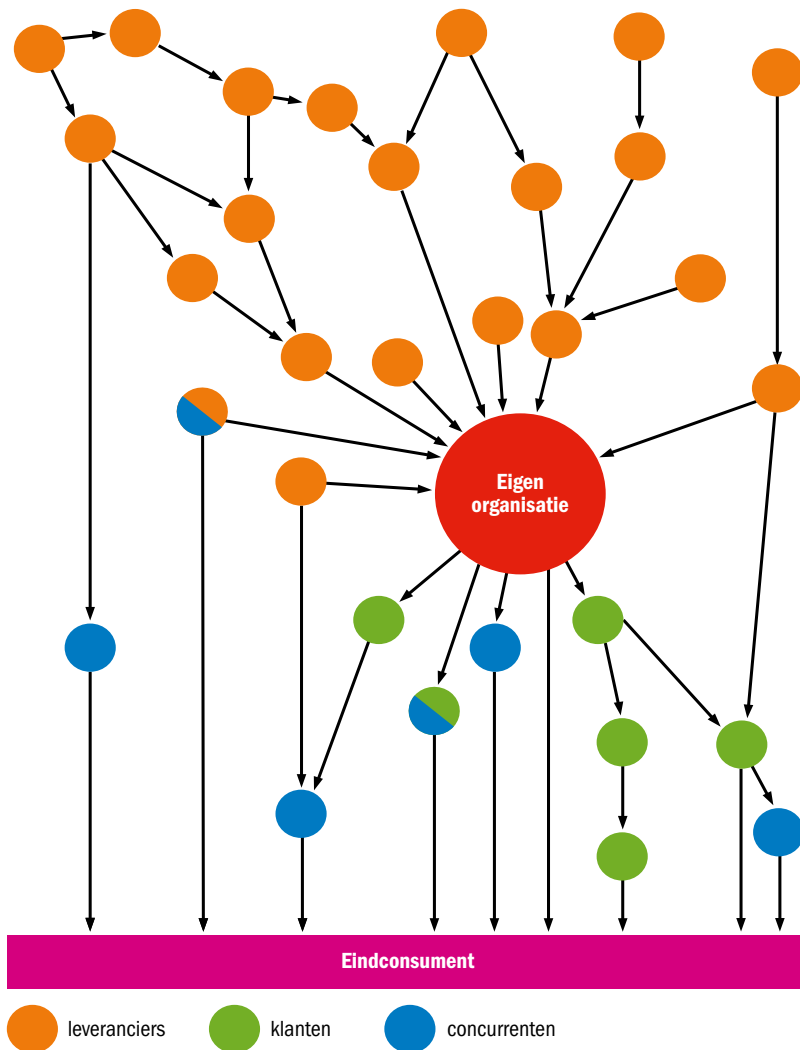 Eigen
organisatie
Eindconsument
leveranciers
klanten
concurrenten